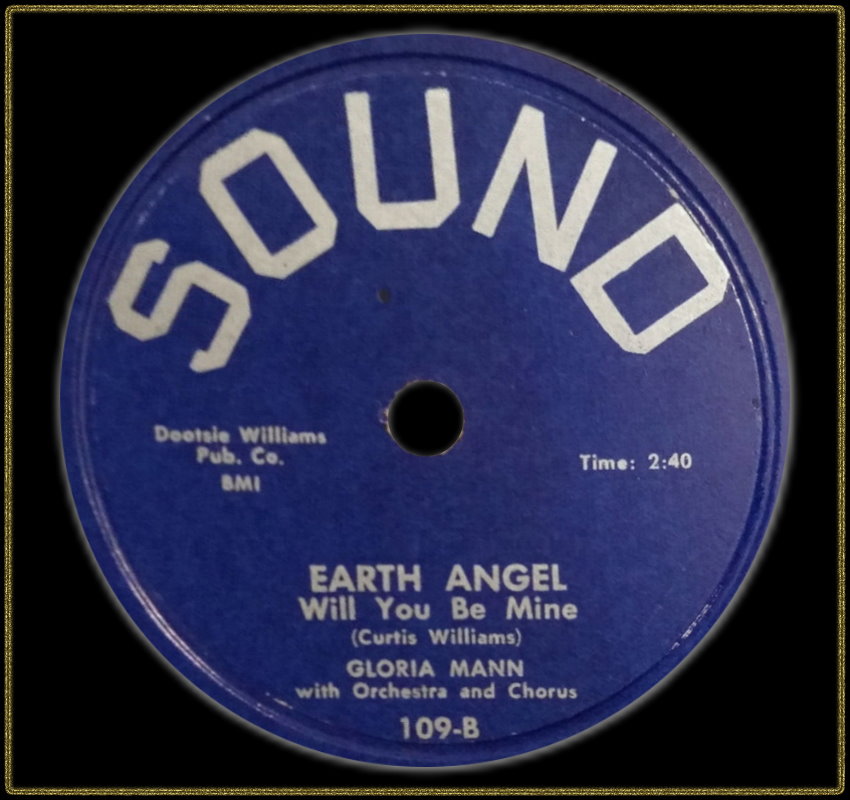 SOUND
Dootsie Williams
Pub. Co.
BMI
Time: 2:40
EARTH ANGEL
Will You Be Mine
(Curtis Williams)
GLORIA MANN
with Orchestra and Chorus
109-B